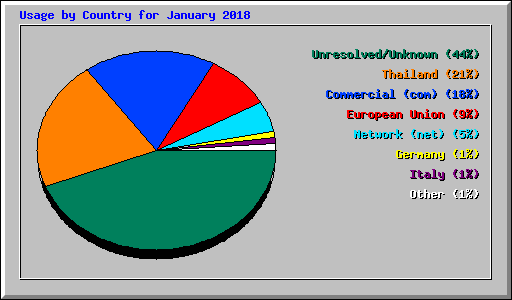 Usage by Country for January 2018
Unresolved/Unknown (44%)
Thailand (21%)
Commercial (com) (18%)
European Union (9%)
Network (net) (5%)
Germany (1%)
Italy (1%)
Other (1%)